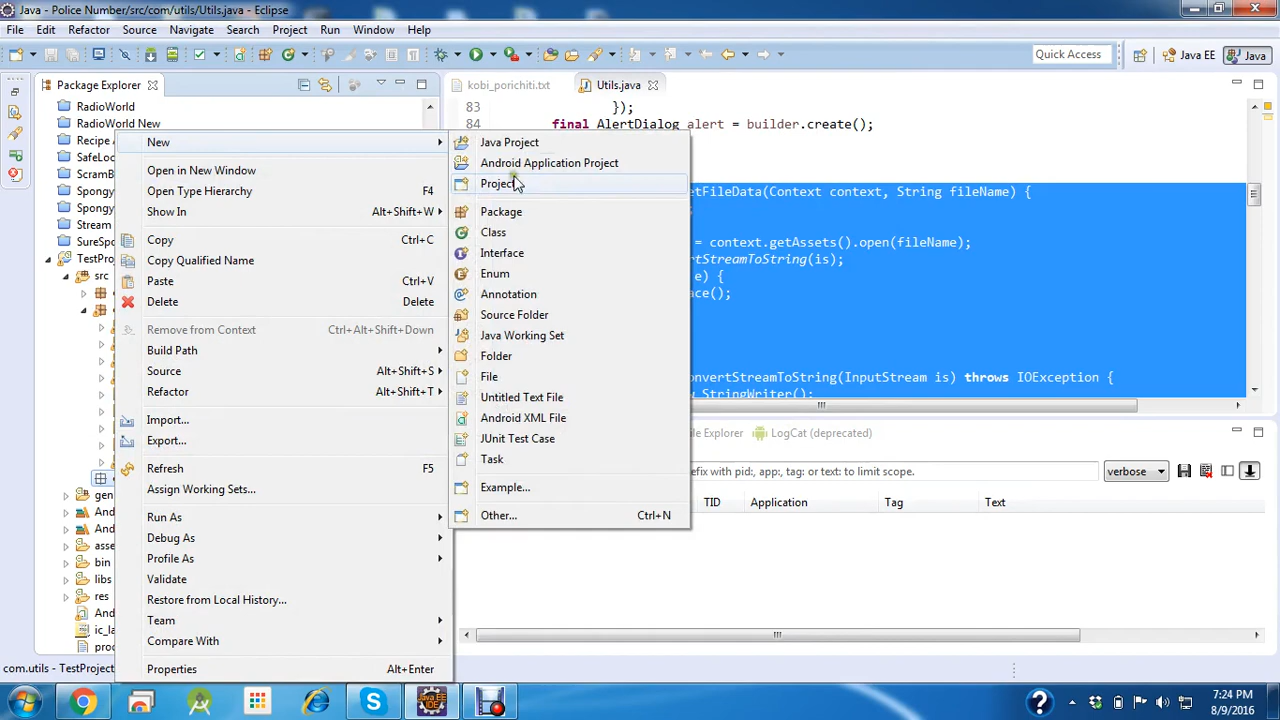 Java - Police Number/src/com/utils/Utils.java - Eclipse
File Edit Refactor Source Navigate Search Project Run Window Help
Quick Access
Java EE
Java
Package Explorer
kobi_porichiti.txt
Utils.java
RadioWorld
RadioWorld New
Recipe
SafeLo
ScramB
Spongy
Spongy
Stream
SureSpo
TestProje
src
gen
And
And
asse
bin
libs
res
And
ic_la
proc
New
Open in New Window
Open Type Hierarchy F4
Show In Alt+Shift+W
Copy Ctrl+C
Copy Qualified Name
Paste Ctrl+V
Delete Delete
Remove from Context Ctrl+Alt+Shift+Down
Build Path
Source Alt+Shift+S
Refactor Alt+Shift+T
Import...
Export...
Refresh F5
Assign Working Sets...
Run As
Debug As
Profile As
Validate
Restore from Local History...
Team
Compare With
Properties Alt+Enter
Java Project
Android Application Project
Project...
Package
Class
Interface
Enum
Annotation
Source Folder
Java Working Set
Folder
File
Untitled Text File
Android XML File
JUnit Test Case
Task
Example...
Other... Ctrl+N
83 });
84 final AlertDialog alert = builder.create();
etFileData(Context context, String fileName) {
= context.getAssets().open(fileName);
ertStreamToString(is);
e) {
ace();
onvertStreamToString(InputStream is) throws IOException {
StringWriter();
File Explorer
LogCat (deprecated)
efix with pid:, app:, tag: or text: to limit scope.
verbose
TID Application Tag Text
com.utils - TestProject
7:24 PM
8/9/2016